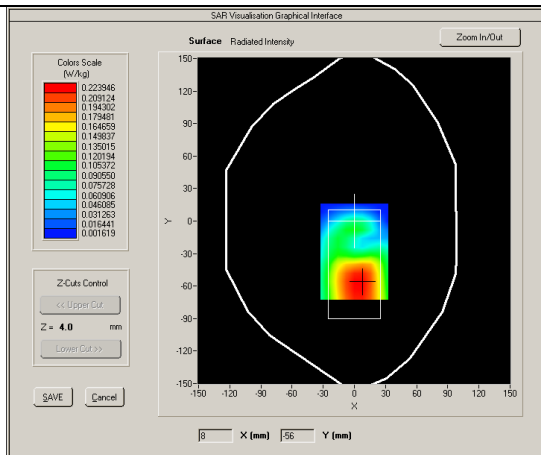 SAR Visualisation Graphical Interface
Surface Radiated Intensity
Zoom In/Out
Colors Scale
(W/kg)
0.223946
0.209124
0.194302
0.179481
0.164659
0.149837
0.135015
0.120194
0.105372
0.090550
0.075728
0.060906
0.046085
0.031263
0.016441
0.001619
Z-Cuts Control
<< Upper Cut
Z = 4.0 mm
Lower Cut >>
SAVE Cancel
150
120
90
60
30
0
-30
-60
-90
-120
-150
Y
-150 -120 -90 -60 -30 0 30 60 90 120 150
X
8 X (mm) -56 Y (mm)